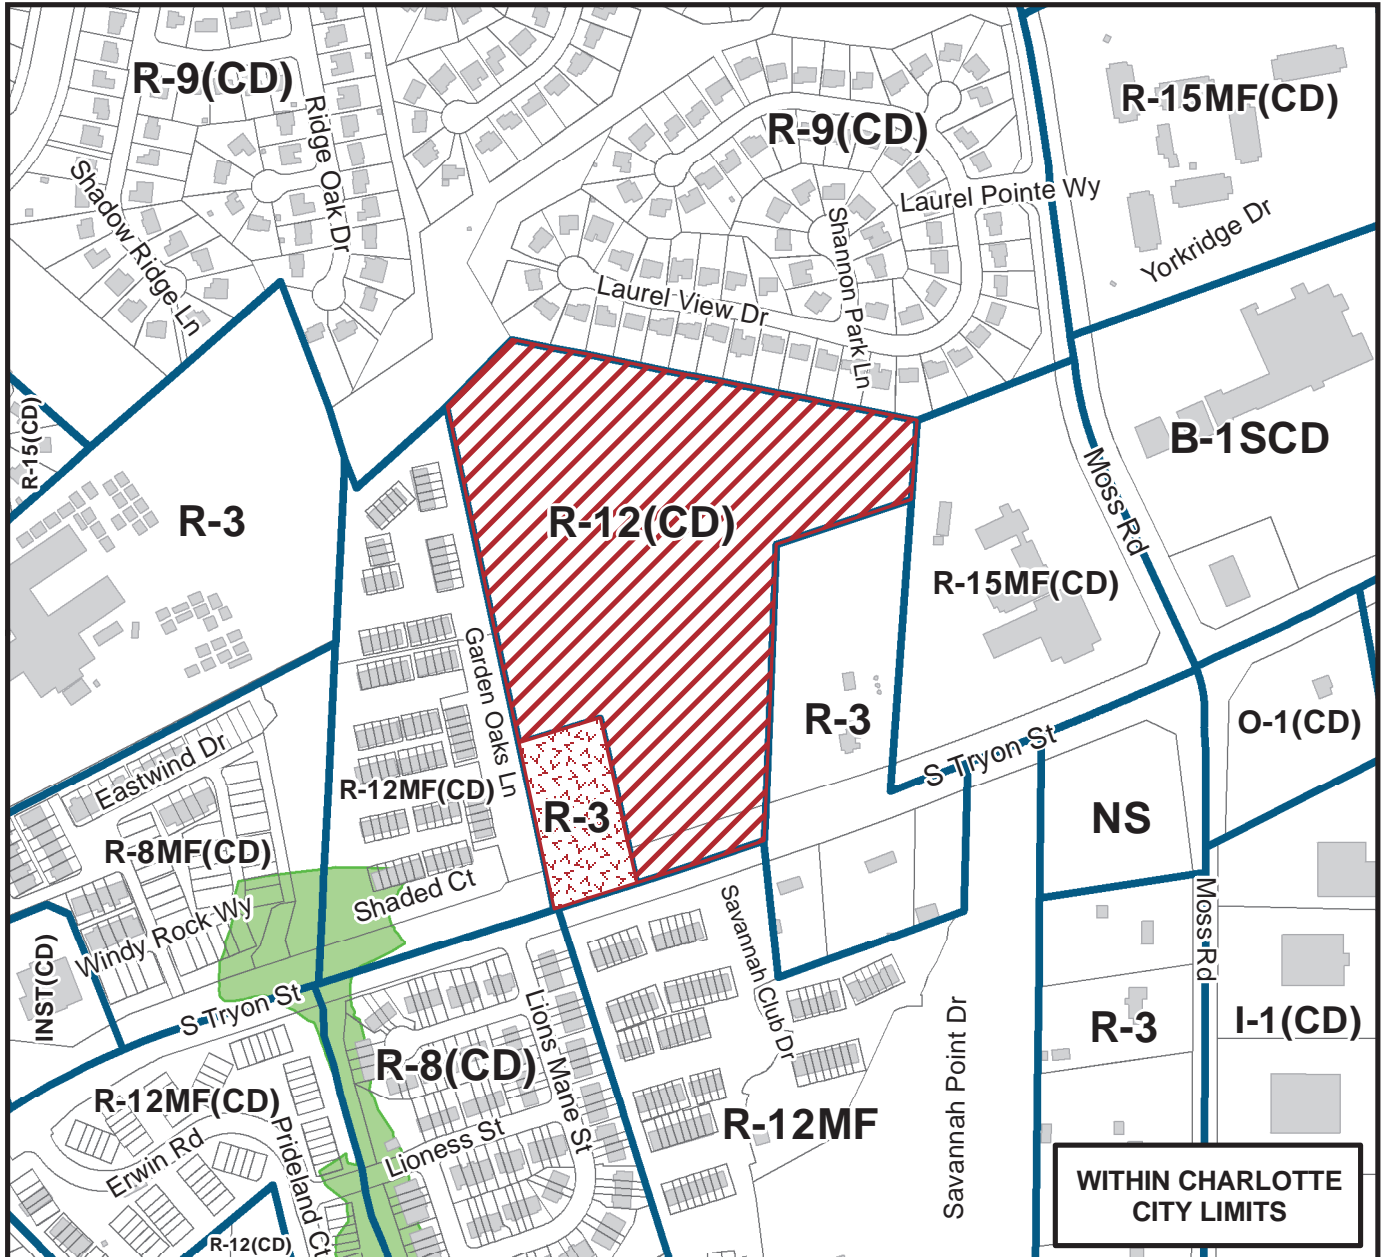 R-9(CD)
R-9(CD)
R-15MF(CD)
Ridge Oak Dr
Shadow Ridge Ln
Laurel Pointe Wy
Shannon Park Ln
Yorkridge Dr
Laurel View Dr
R-15(CD)
R-3
R-12(CD)
B-1SCD
Moss Rd
R-15MF(CD)
Garden Oaks Ln
R-3
O-1(CD)
S Tryon St
Eastwind Dr
R-12MF(CD)
R-3
NS
R-8MF(CD)
Shaded Ct
Windy Rock Wy
Savannah Club Dr
Moss Rd
INST(CD)
S Tryon St
Lions Mane St
Savannah Point Dr
R-3
I-1(CD)
R-8(CD)
R-12MF(CD)
R-12MF
Erwin Rd
Prideland Ct
Lioness St
R-12(CD)
WITHIN CHARLOTTE
CITY LIMITS